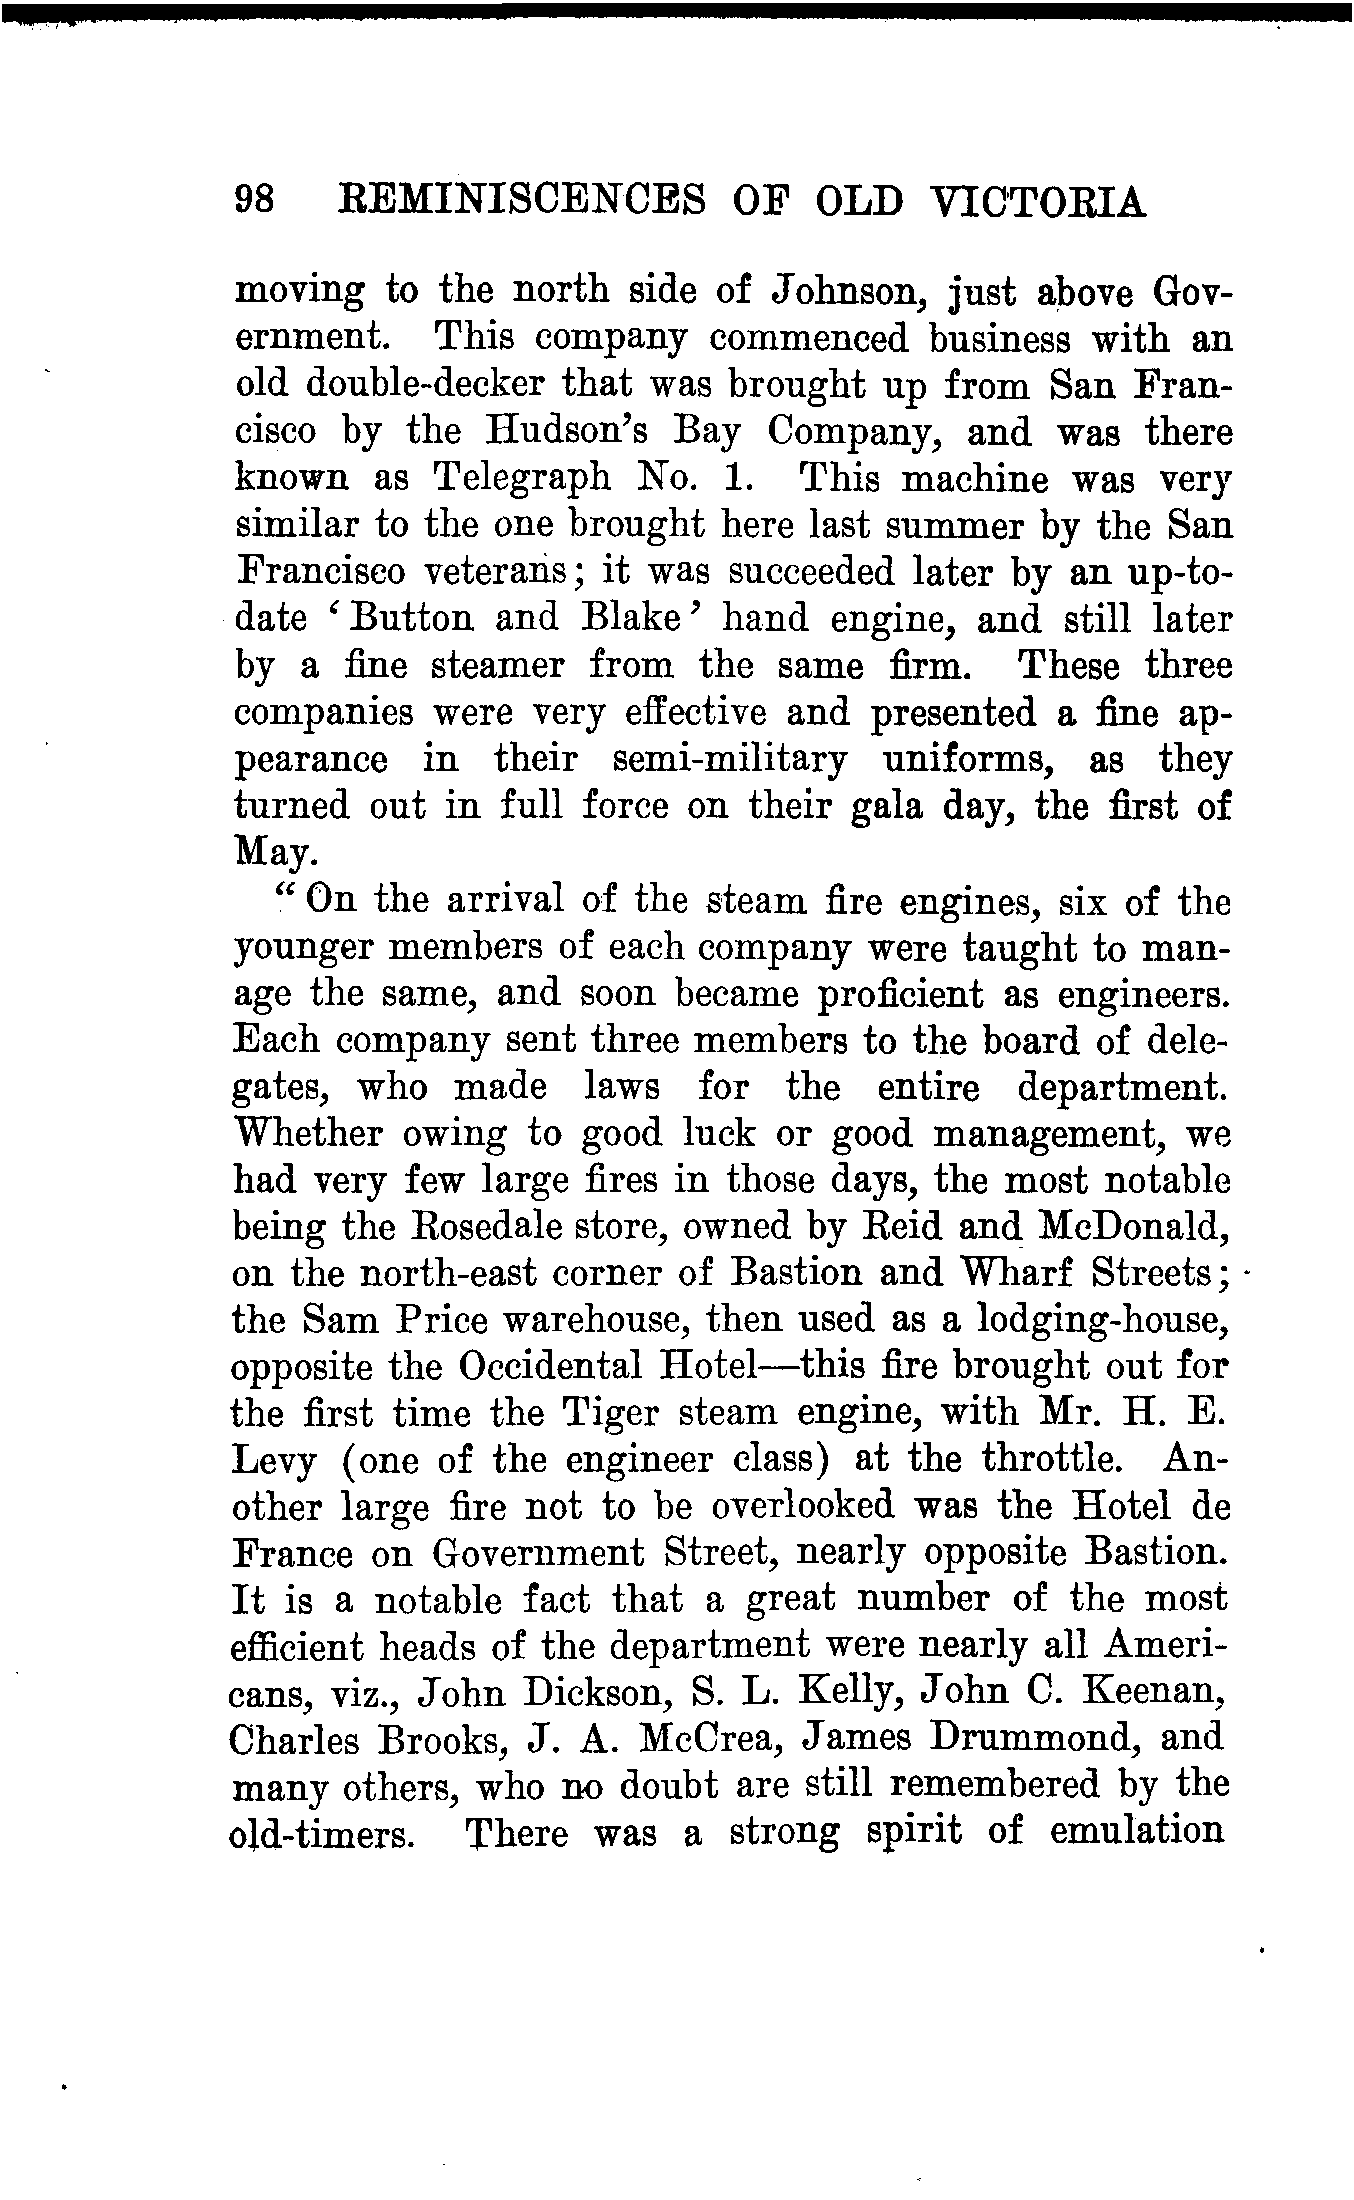 98 REMINISCENCES OF OLD VICTORIA
moving to the north side of Johnson, just above Gov-
ernment. This company commenced business with an
old double-decker that was brought up from San Fran-
cisco by the Hudson's Bay Company, and was there
known as Telegraph No. 1. This machine was very
similar to the one brought here last summer by the San
Francisco veterans; it was succeeded later by an up-to-
date ‘Button and Blake’ hand engine, and still later
by a fine steamer from the same firm. These three
companies were very effective and presented a fine ap-
pearance in their semi-military uniforms, as they
turned out in full force on their gala day, the first of
May.
“On the arrival of the steam fire engines, six of the
younger members of each company were taught to man-
age the same, and soon became proficient as engineers.
Each company sent three members to the board of dele-
gates, who made laws for the entire department.
Whether owing to good luck or good management, we
had very few large fires in those days, the most notable
being the Rosedale store, owned by Reid and McDonald,
on the north-east corner of Bastion and Wharf Streets;
the Sam Price warehouse, then used as a lodging-house,
opposite the Occidental Hotel—this fire brought out for
the first time the Tiger steam engine, with Mr. H. E.
Levy (one of the engineer class) at the throttle. An-
other large fire not to be overlooked was the Hotel de
France on Government Street, nearly opposite Bastion.
It is a notable fact that a great number of the most
efficient heads of the department were nearly all Ameri-
cans, viz., John Dickson, S. L. Kelly, John C. Keenan,
Charles Brooks, J. A. McCrea, James Drummond, and
many others, who no doubt are still remembered by the
old-timers. There was a strong spirit of emulation